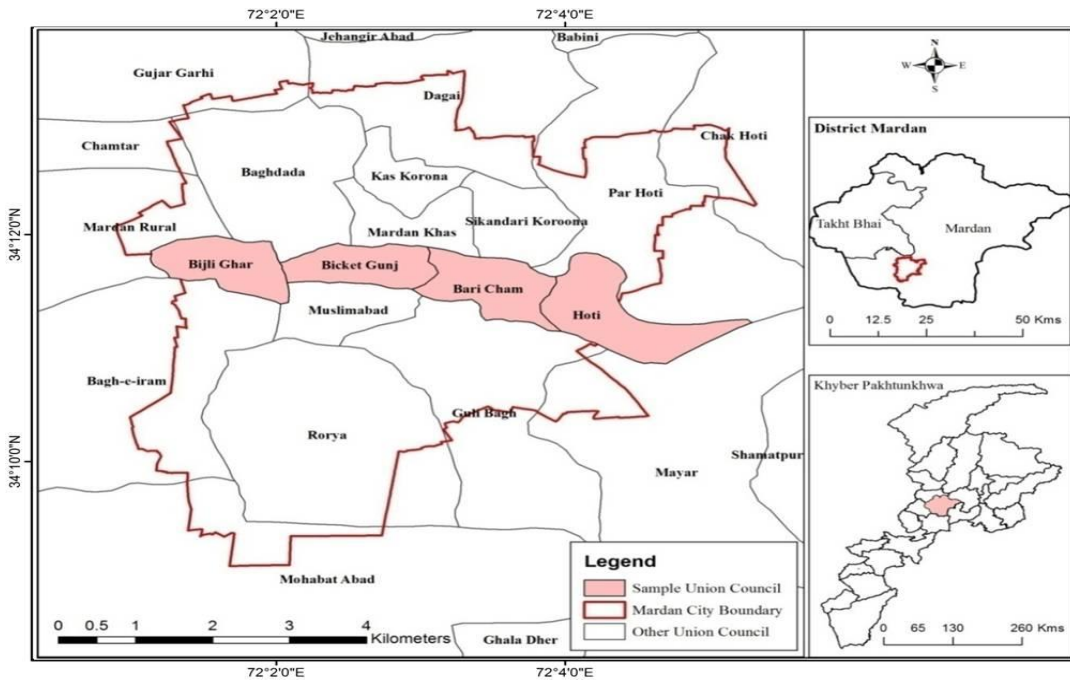 72°2'0"E
72°4'0"E
Jehangir Abad
Babini
Gujar Garhi
Dagai
Chamtar
Chak Hoti
Baghdada
Kas Korona
Par Hoti
Sikandari Koroona
Mardan Rural
Mardan Khas
34°12'0"N
Bijli Ghar
Bicket Gunj
Bari Cham
Muslimabad
Hoti
Bagh-e-iram
Guli Bagh
Rorya
34°10'0"N
Mayar
Shamatpur
Mohabat Abad
Ghala Dher
0 0.5 1 2 3 4
Kilometers
72°2'0"E
72°4'0"E
Legend
Sample Union Council
Mardan City Boundary
Other Union Council
N
W E
S
District Mardan
Takht Bhai
Mardan
0 12.5 25 50 Kms
Khyber Pakhtunkhwa
0 65 130 260 Kms